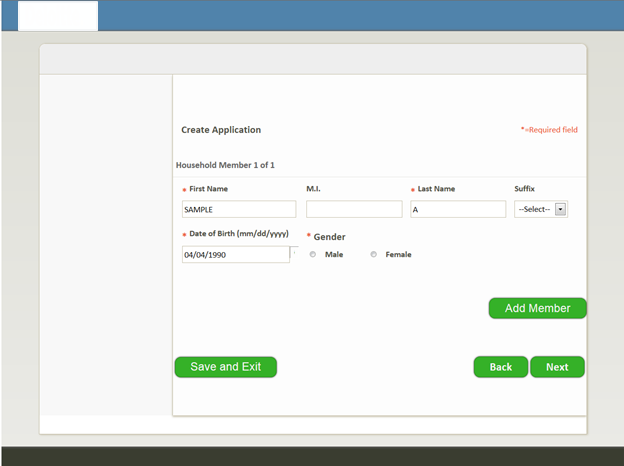 Create Application
*=Required field
Household Member 1 of 1
* First Name M.I. * Last Name Suffix
SAMPLE A --Select--
* Date of Birth (mm/dd/yyyy) * Gender
04/04/1990 Male Female
Add Member
Save and Exit Back Next